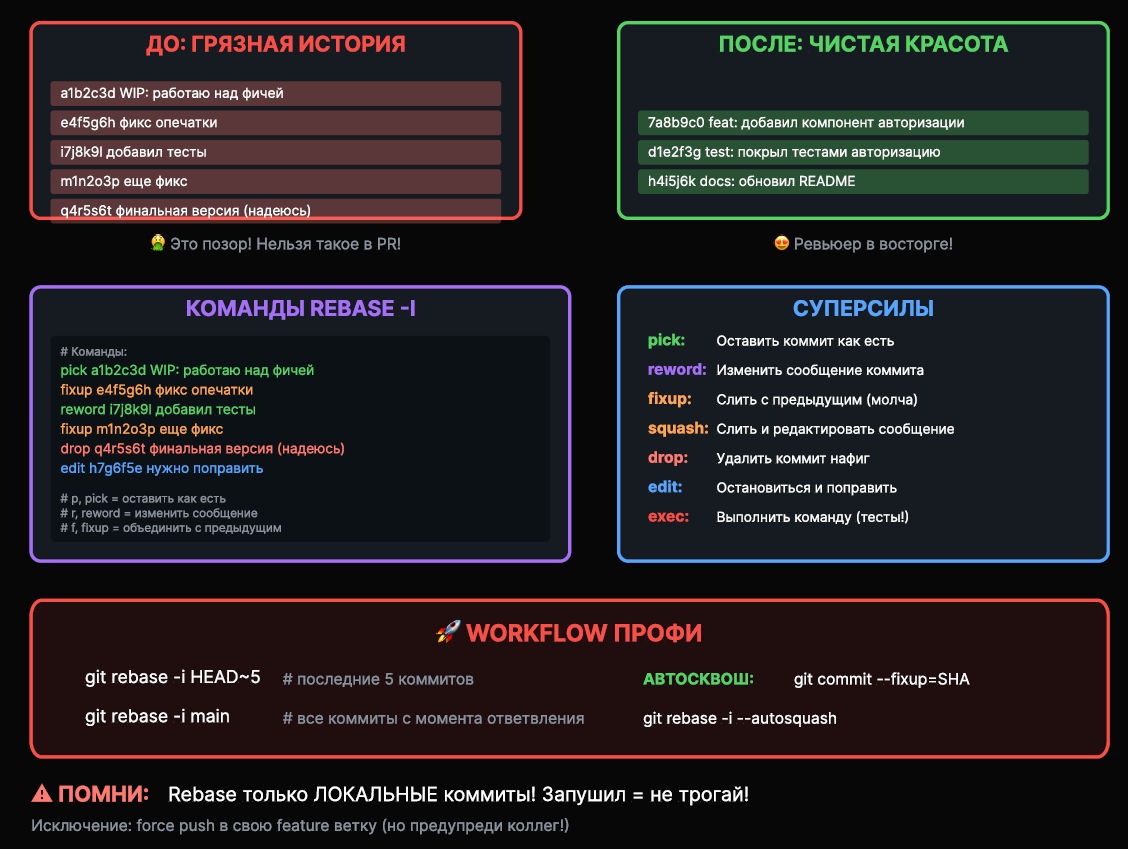 ДО: ГРЯЗНАЯ ИСТОРИЯ
a1b2c3d WIP: работаю над фичей
e4f5g6h фикс опечатки
i7j8k9l добавил тесты
m1n2o3p еще фикс
q4r5s6t финальная версия (надеюсь)
🤮 Это позор! Нельзя такое в PR!
ПОСЛЕ: ЧИСТАЯ КРАСОТА
7a8b9c0 feat: добавил компонент авторизации
d1e2f3g test: покрыл тестами авторизацию
h4i5j6k docs: обновил README
😍 Ревьюер в восторге!
КОМАНДЫ REBASE -I
# Команды:
pick a1b2c3d WIP: работаю над фичей
fixup e4f5g6h фикс опечатки
reword i7j8k9l добавил тесты
fixup m1n2o3p еще фикс
drop q4r5s6t финальная версия (надеюсь)
edit h7g6f5e нужно поправить
# p, pick = оставить как есть
# r, reword = изменить сообщение
# f, fixup = объединить с предыдущим
СУПЕРСИЛЫ
pick: Оставить коммит как есть
reword: Изменить сообщение коммита
fixup: Слить с предыдущим (молча)
squash: Слить и редактировать сообщение
drop: Удалить коммит нафиг
edit: Остановиться и поправить
exec: Выполнить команду (тесты!)
🚀 WORKFLOW ПРОФИ
git rebase -i HEAD~5 # последние 5 коммитов
git rebase -i main # все коммиты с момента ответвления
АВТОСКВОШ: git commit --fixup=SHA
git rebase -i --autosquash
⚠ ПОМНИ: Rebase только ЛОКАЛЬНЫЕ коммиты! Запушил = не трогай!
Исключение: force push в свою feature ветку (но предупреди коллег!)